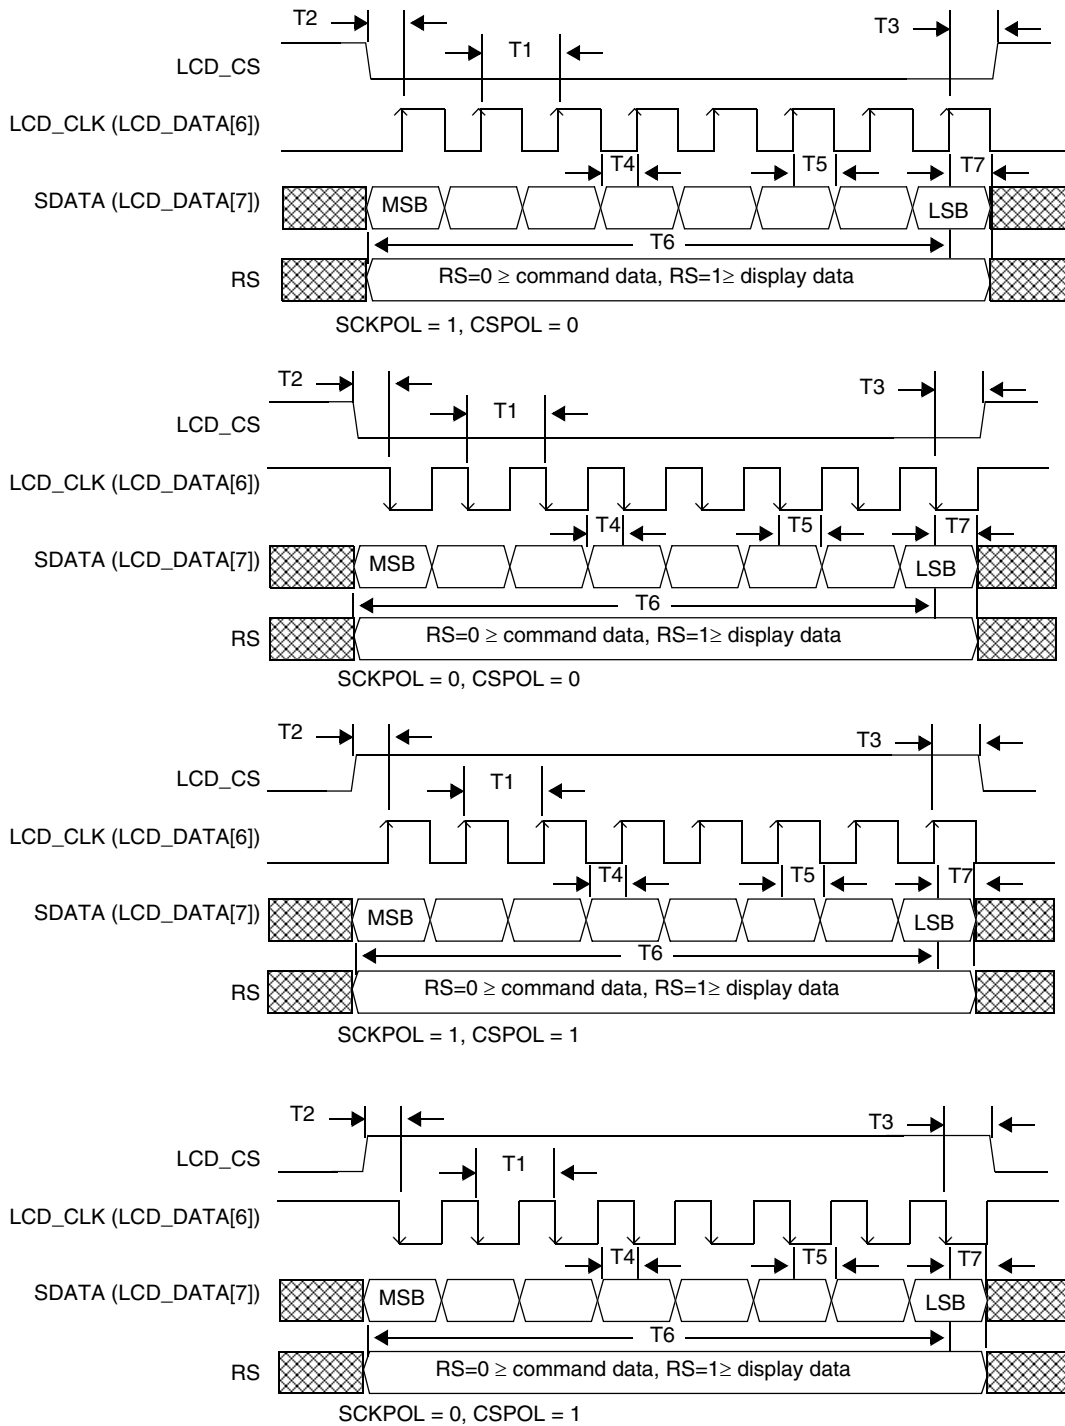 T2
T3
T1
LCD_CS
LCD_CLK (LCD_DATA[6])
T4
T5
T7
SDATA (LCD_DATA[7])
MSB
LSB
T6
RS
RS=0 ≥ command data, RS=1≥ display data
SCKPOL = 1, CSPOL = 0
T2
T3
T1
LCD_CS
LCD_CLK (LCD_DATA[6])
T4
T5
T7
SDATA (LCD_DATA[7])
MSB
LSB
T6
RS
RS=0 ≥ command data, RS=1≥ display data
SCKPOL = 0, CSPOL = 0
T2
T3
T1
LCD_CS
LCD_CLK (LCD_DATA[6])
T4
T5
T7
SDATA (LCD_DATA[7])
MSB
LSB
T6
RS
RS=0 ≥ command data, RS=1≥ display data
SCKPOL = 1, CSPOL = 1
T2
T3
T1
LCD_CS
LCD_CLK (LCD_DATA[6])
T4
T5
T7
SDATA (LCD_DATA[7])
MSB
LSB
T6
RS
RS=0 ≥ command data, RS=1≥ display data
SCKPOL = 0, CSPOL = 1